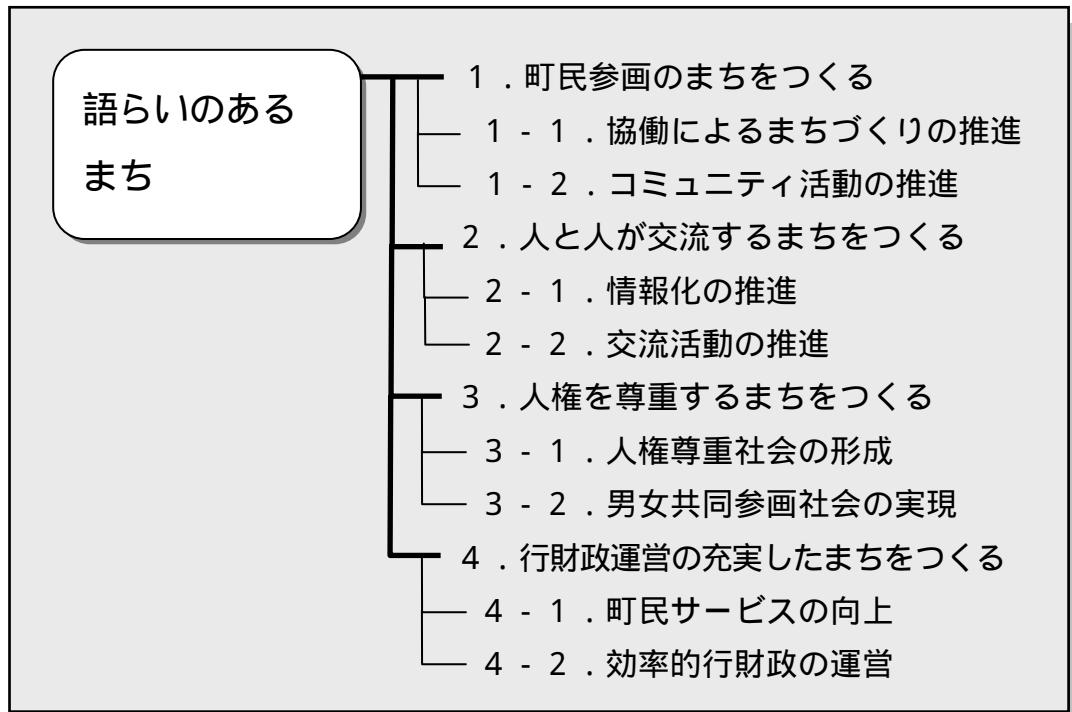 語らいのある
まち
1．町民参画のまちをつくる
1-1．協働によるまちづくりの推進
1-2．コミュニティ活動の推進
2．人と人が交流するまちをつくる
2-1．情報化の推進
2-2．交流活動の推進
3．人権を尊重するまちをつくる
3-1．人権尊重社会の形成
3-2．男女共同参画社会の実現
4．行財政運営の充実したまちをつくる
4-1．町民サービスの向上
4-2．効率的行財政の運営